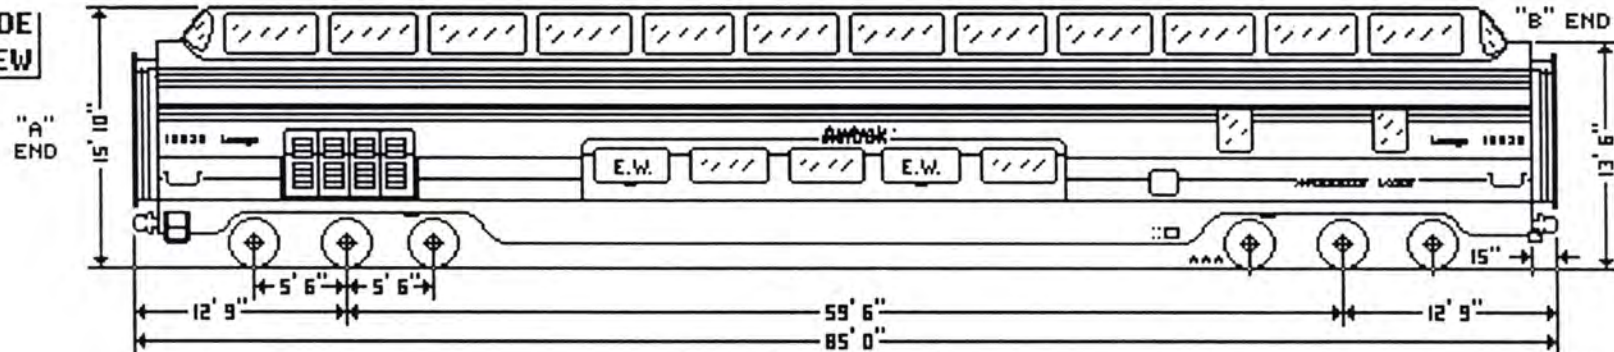 DE
EW
"B" END
"A"
END
15' 10"
13' 9"
10030 Lounge
Amtrak
Lounge 10030
E.W.
E.W.
15"
5' 6"
5' 6"
12' 9"
59' 6"
12' 9"
85' 0"